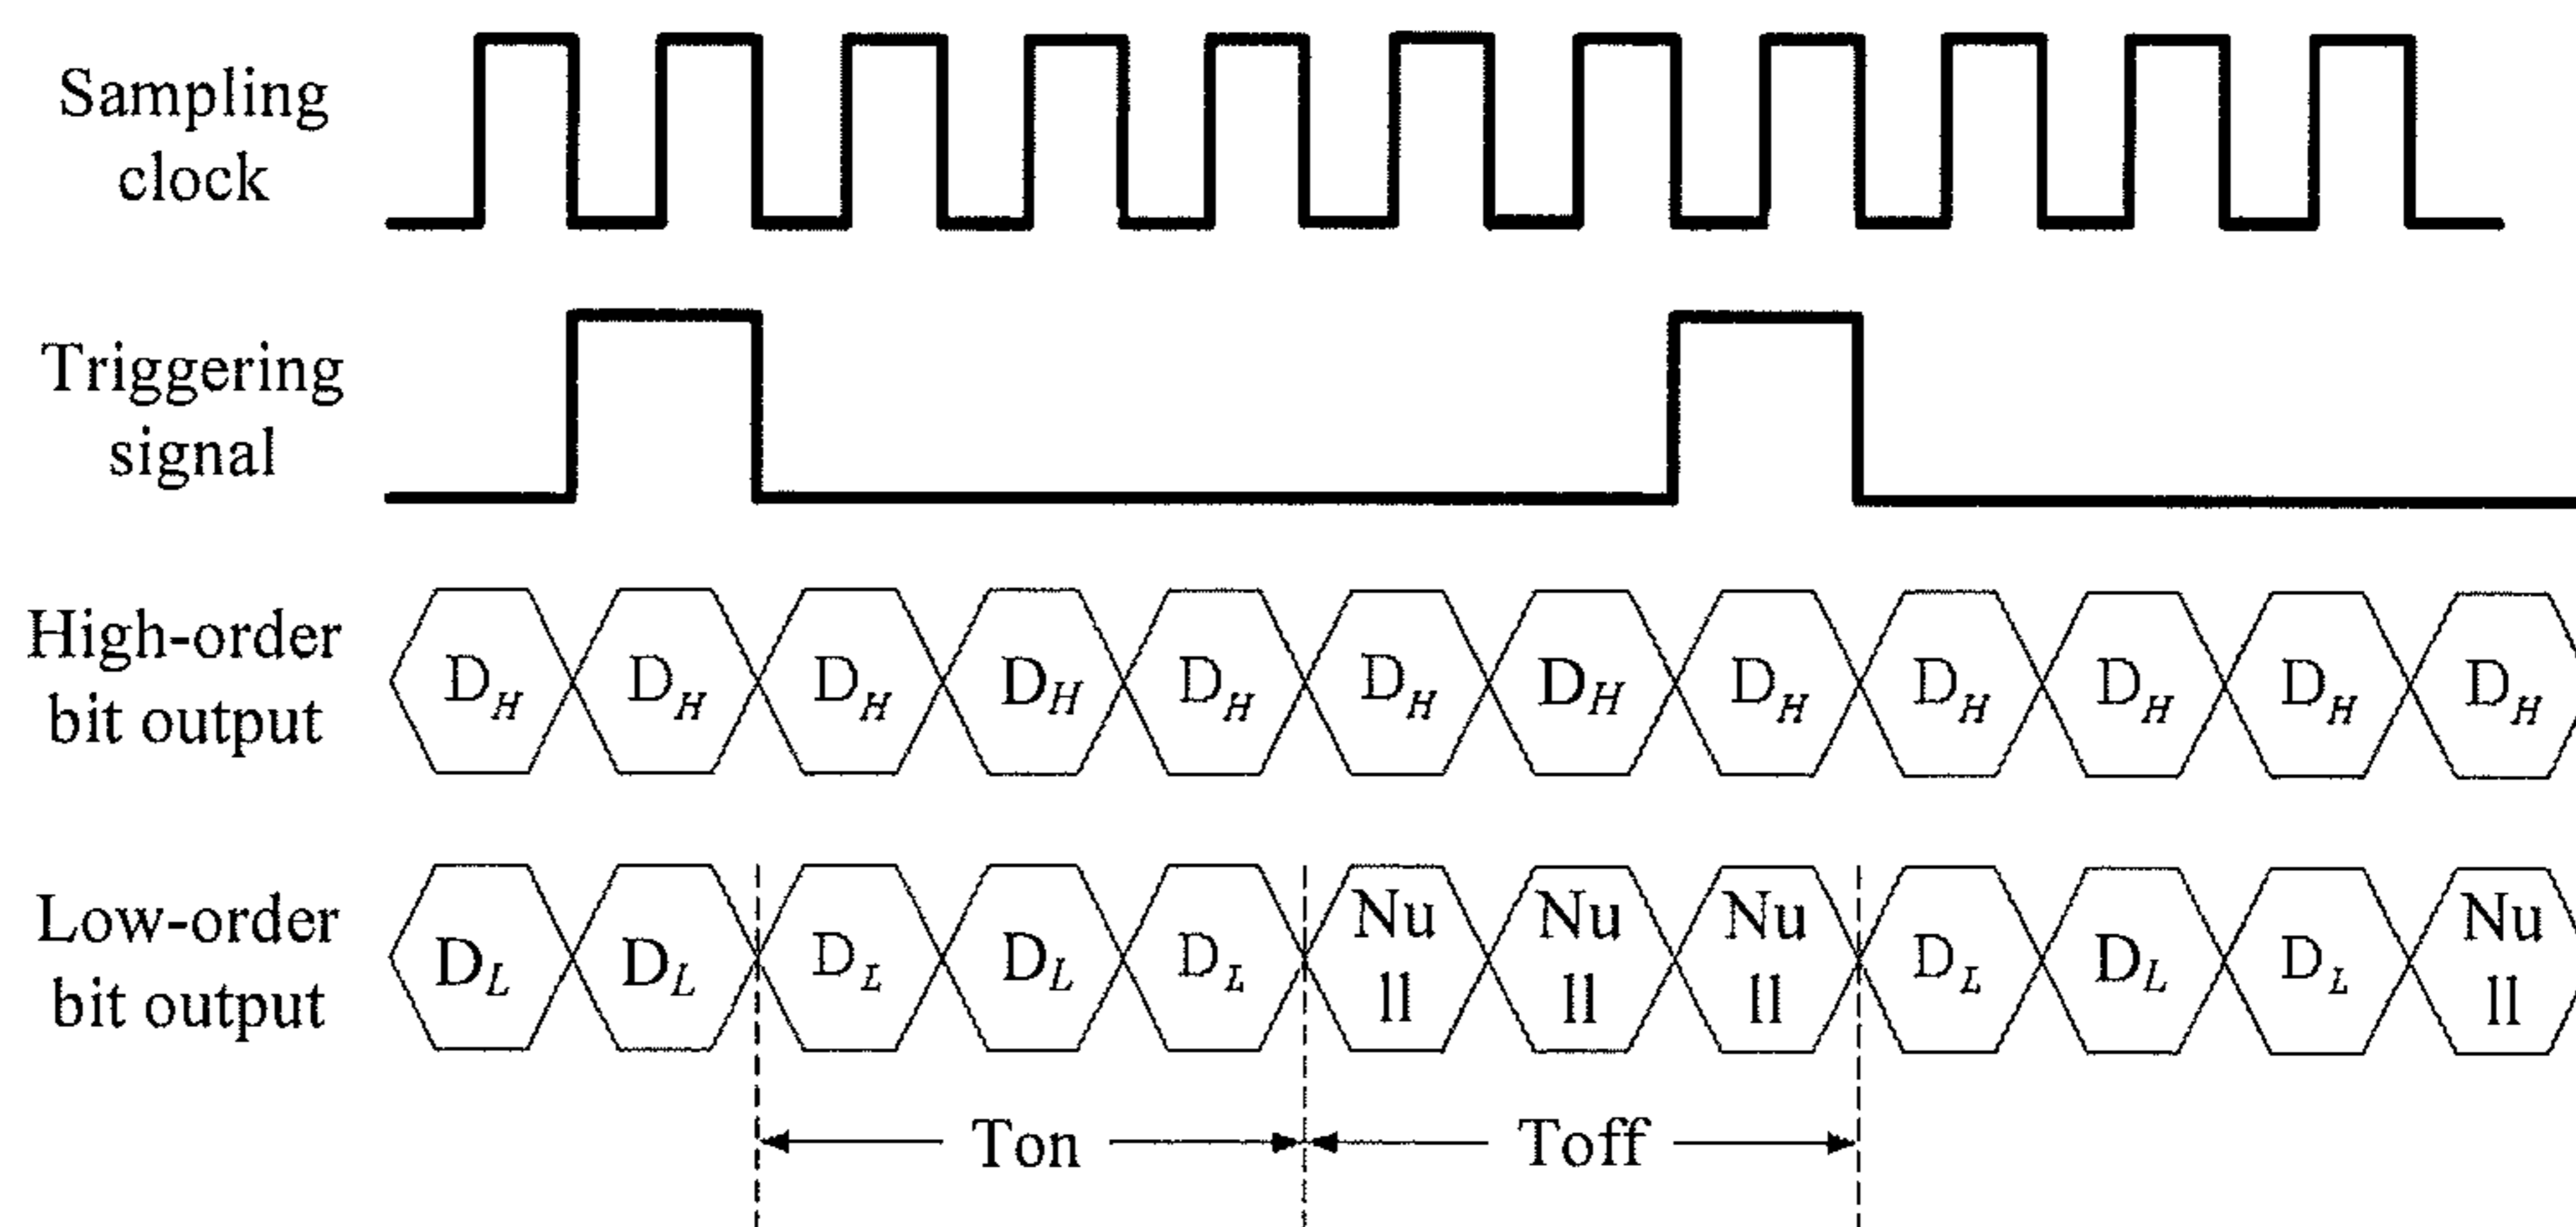 Sampling
clock
Triggering
signal
High-order
bit output
D_H D_H D_H D_H D_H D_H D_H D_H D_H D_H D_H D_H
Low-order
bit output
D_L D_L D_L D_L D_L Nu ll Nu ll Nu ll D_L D_L D_L Nu ll
Ton Toff